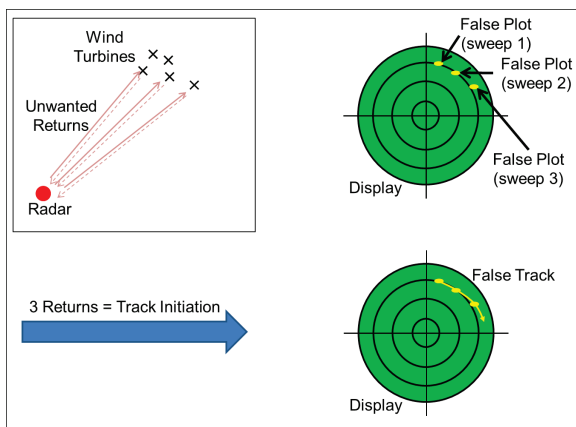 Wind
Turbines
Unwanted
Returns
Radar
False Plot
(sweep 1)
False Plot
(sweep 2)
False Plot
(sweep 3)
Display
3 Returns = Track Initiation
False Track
Display